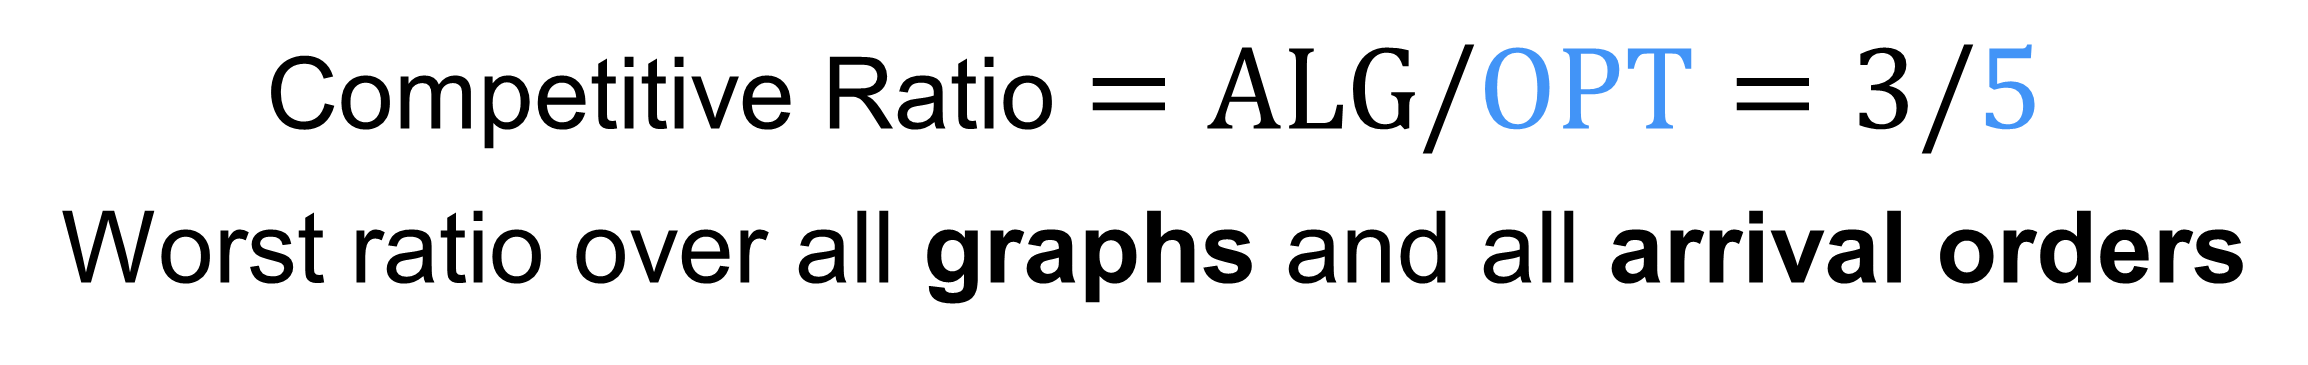 Competitive Ratio = ALG/OPT = 3/5
Worst ratio over all graphs and all arrival orders